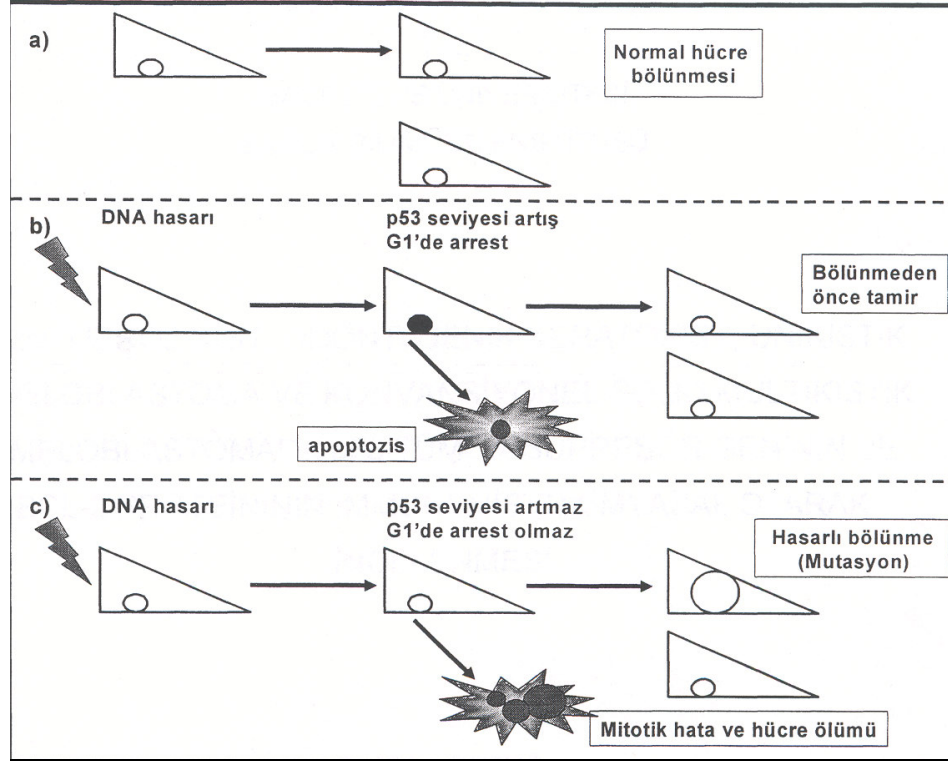 a)
Normal hücre
bölünmesi
b)
DNA hasarı
p53 seviyesi artış
G1'de arrest
Bölünmeden
önce tamir
apoptozis
c)
DNA hasarı
p53 seviyesi artmaz
G1'de arrest olmaz
Hasarlı bölünme
(Mutasyon)
Mitotik hata ve hücre ölümü